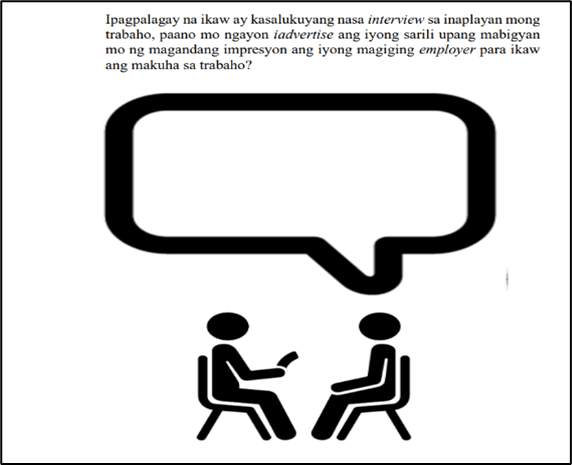 Ipagpalagay na ikaw ay kasalukuyang nasa interview sa inaplayan mong
trabaho, paano mo ngayon iadvertise ang iyong sarili upang mabigyan
mo ng magandang impresyon ang iyong magiging employer para ikaw
ang makuha sa trabaho?